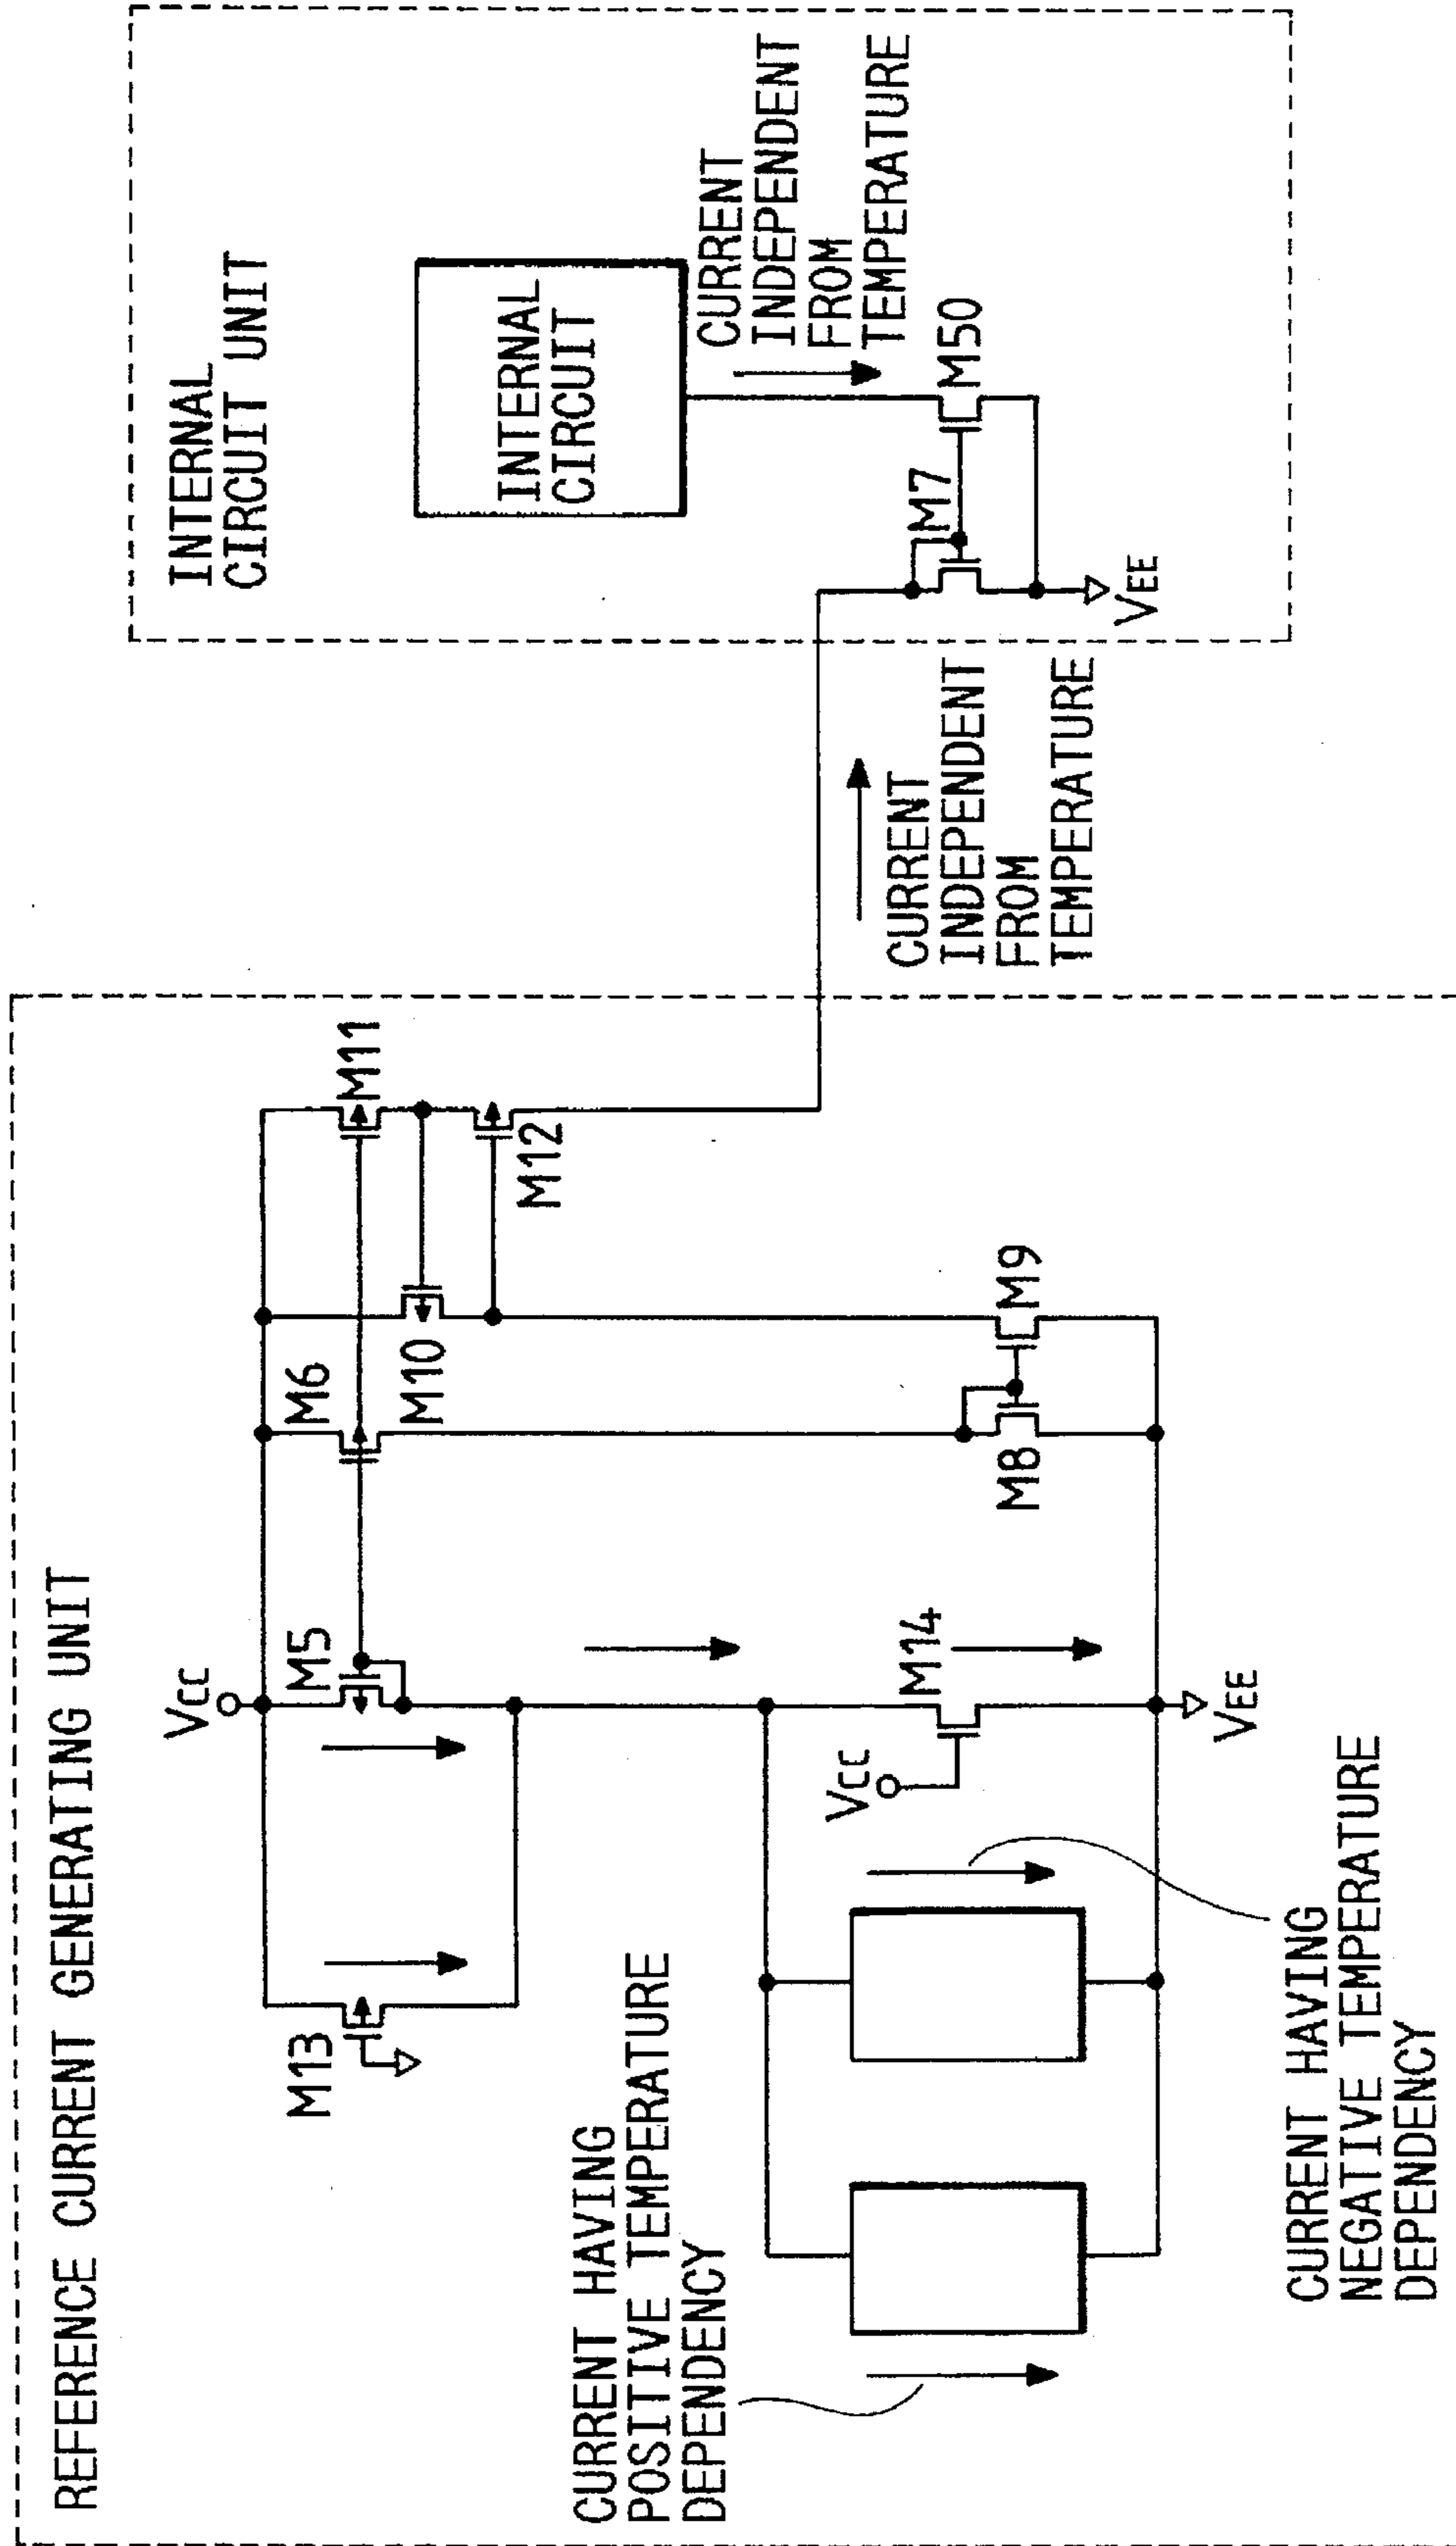 REFERENCE CURRENT GENERATING UNIT
VCC
M13
M5
M6
M11
M10
M12
CURRENT HAVING
POSITIVE TEMPERATURE
DEPENDENCY
VCC
M14
M8
M9
VEE
CURRENT HAVING
NEGATIVE TEMPERATURE
DEPENDENCY
CURRENT
INDEPENDENT
FROM
TEMPERATURE
INTERNAL
CIRCUIT UNIT
INTERNAL
CIRCUIT
CURRENT
INDEPENDENT
FROM
TEMPERATURE
M7
M50
VEE